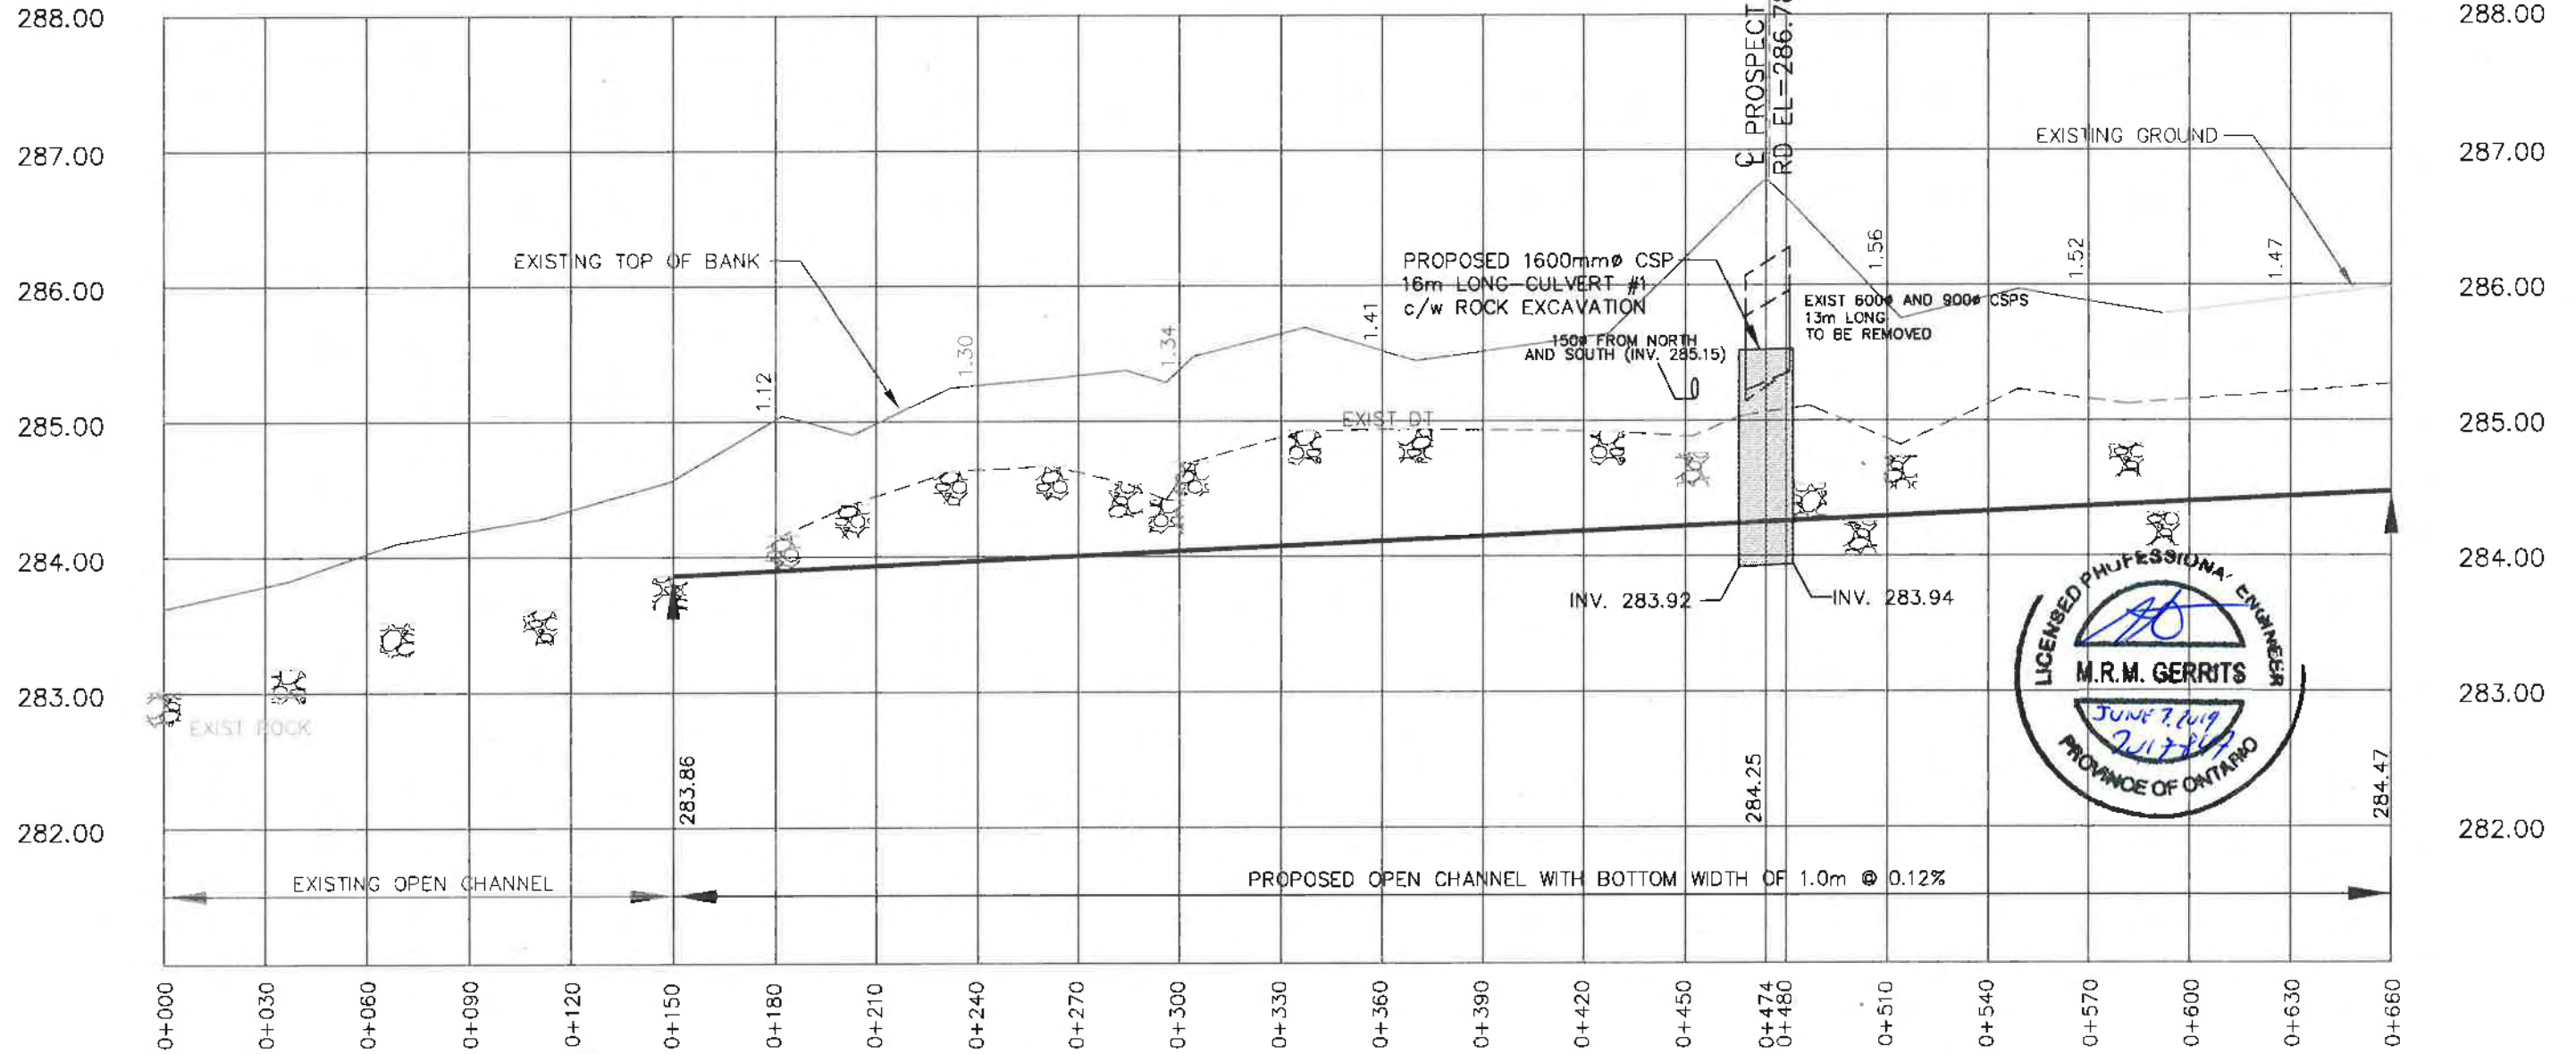 288.00
287.00
286.00
285.00
284.00
283.00
282.00
288.00
287.00
286.00
285.00
284.00
283.00
282.00
℄ PROSPECT
RD EL-286.78
EXISTING GROUND
EXISTING TOP OF BANK
PROPOSED 1600mmø CSP
16m LONG-CULVERT #1
c/w ROCK EXCAVATION
150ø FROM NORTH
AND SOUTH (INV. 285.15)
EXIST 600ø AND 900ø CSPS
13m LONG
TO BE REMOVED
1.12
1.30
1.34
1.41
1.56
1.52
1.47
EXIST DT
EXIST ROCK
INV. 283.92
INV. 283.94
283.86
284.25
284.47
LICENSED PROFESSIONAL ENGINEER
M.R.M. GERRITS
JUNE 7, 2019
PROVINCE OF ONTARIO
EXISTING OPEN CHANNEL
PROPOSED OPEN CHANNEL WITH BOTTOM WIDTH OF 1.0m @ 0.12%
0+000
0+030
0+060
0+090
0+120
0+150
0+180
0+210
0+240
0+270
0+300
0+330
0+360
0+390
0+420
0+450
0+474
0+480
0+510
0+540
0+570
0+600
0+630
0+660